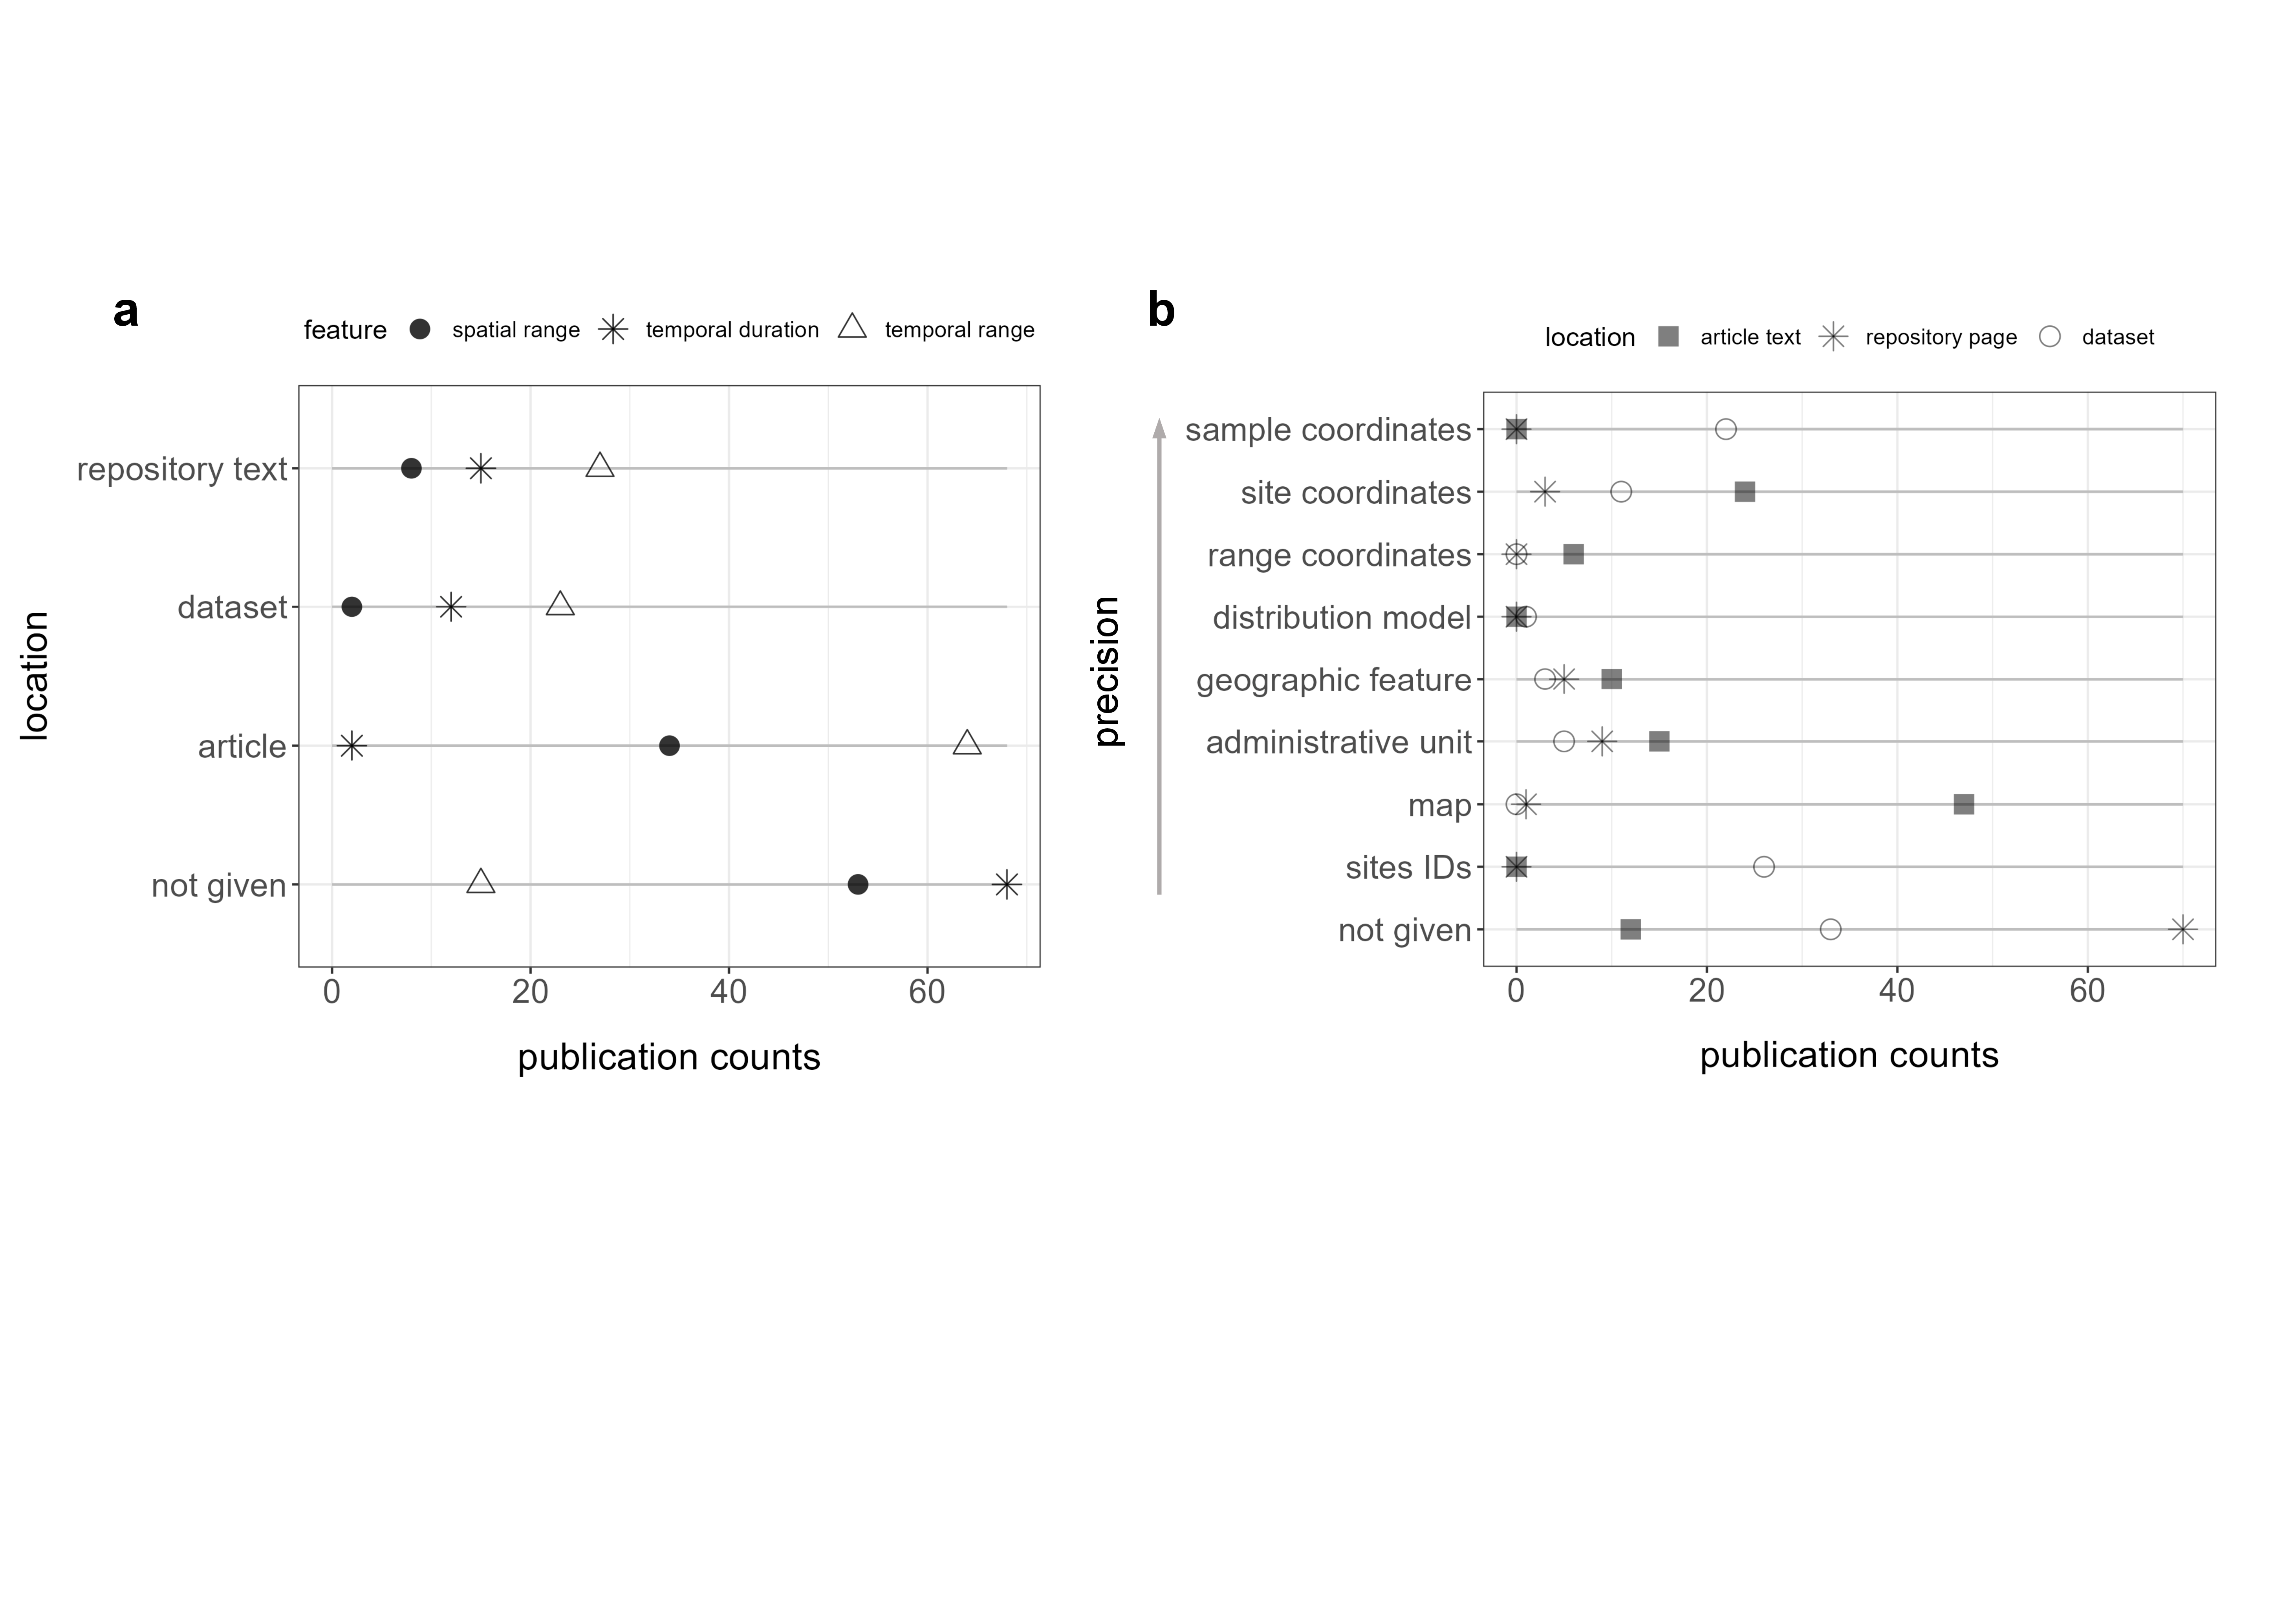 a
feature spatial range temporal duration temporal range
location
repository text
dataset
article
not given
0 20 40 60
publication counts
b
location article text repository page dataset
precision
sample coordinates
site coordinates
range coordinates
distribution model
geographic feature
administrative unit
map
sites IDs
not given
0 20 40 60
publication counts